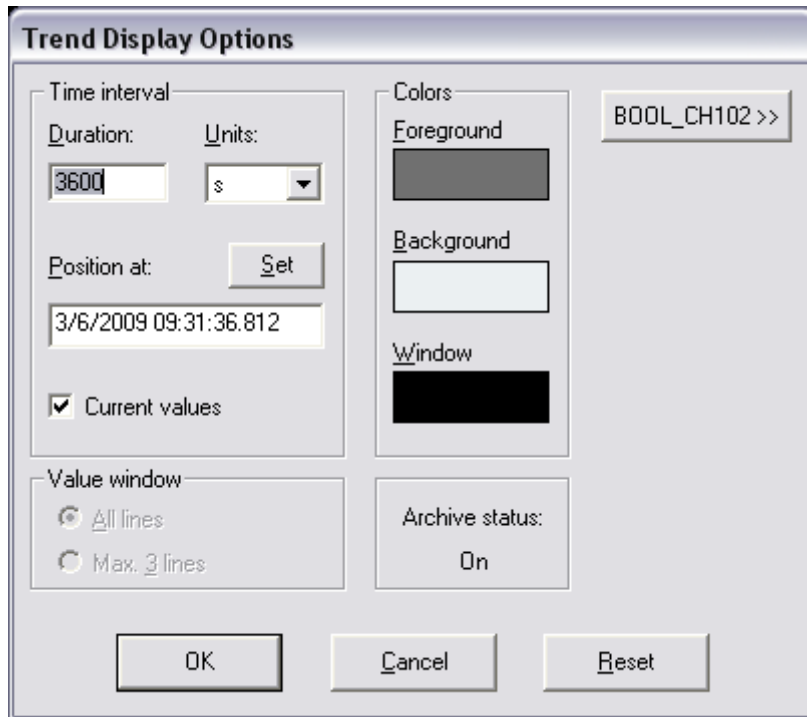 Trend Display Options
Time interval
Duration:
Units:
3600
s
Position at:
Set
3/6/2009 09:31:36.812
Current values
Colors
Foreground
Background
Window
BOOL_CH102 >>
Value window
All lines
Max. 3 lines
Archive status:
On
OK
Cancel
Reset